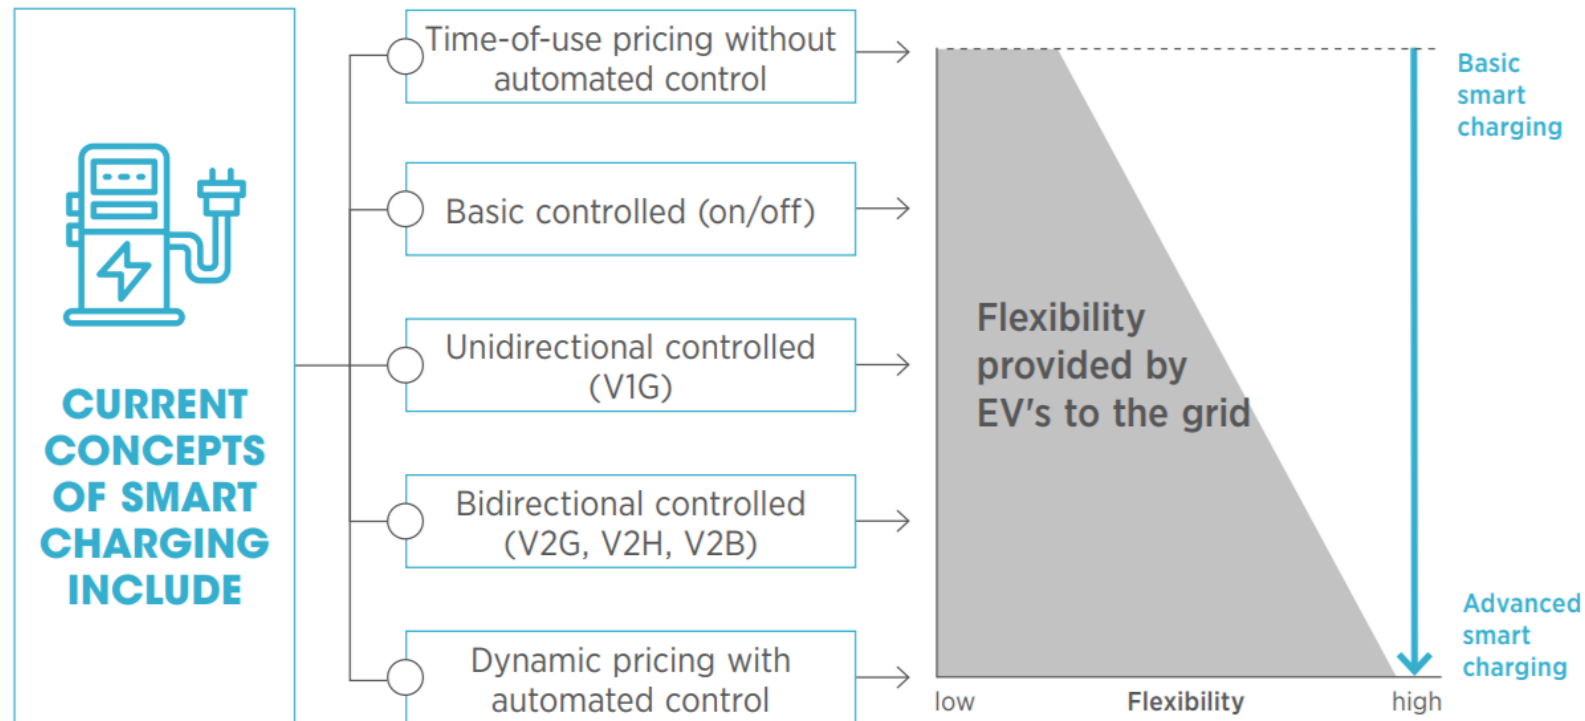 CURRENT
CONCEPTS
OF SMART
CHARGING
INCLUDE
Time-of-use pricing without
automated control
Basic controlled (on/off)
Unidirectional controlled
(V1G)
Bidirectional controlled
(V2G, V2H, V2B)
Dynamic pricing with
automated control
Flexibility
provided by
EV's to the grid
low
Flexibility
high
Basic
smart
charging
Advanced
smart
charging